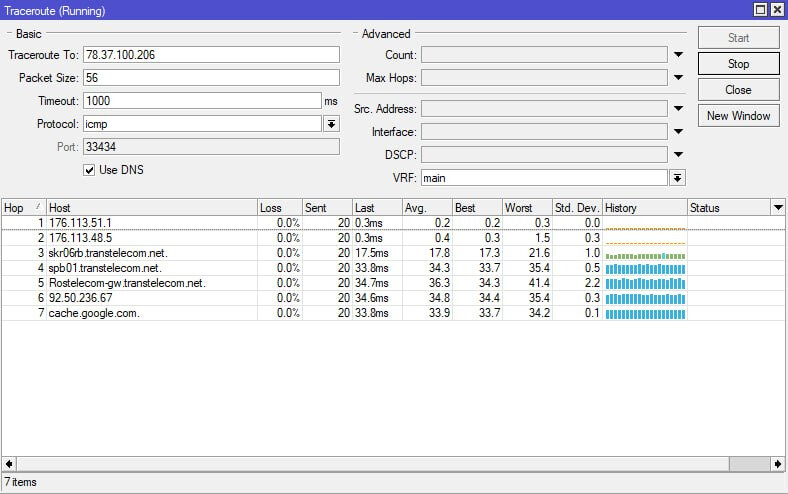 Traceroute (Running)
Basic
Traceroute To: 78.37.100.206
Packet Size: 56
Timeout: 1000 ms
Protocol: icmp
Port: 33434
Use DNS
Advanced
Count:
Max Hops:
Src. Address:
Interface:
DSCP:
VRF: main
Start
Stop
Close
New Window
Hop Host Loss Sent Last Avg. Best Worst Std. Dev. History Status
1 176.113.51.1 0.0% 20 0.3ms 0.2 0.2 0.3 0.0
2 176.113.48.5 0.0% 20 0.3ms 0.4 0.3 1.5 0.3
3 skr06rb.transtelecom.net. 0.0% 20 17.5ms 17.8 17.3 21.6 1.0
4 spb01.transtelecom.net. 0.0% 20 33.8ms 34.3 33.7 35.4 0.5
5 Rostelecom-gw.transtelecom.net. 0.0% 20 34.7ms 36.3 34.3 41.4 2.2
6 92.50.236.67 0.0% 20 34.6ms 34.8 34.4 35.4 0.3
7 cache.google.com. 0.0% 20 33.8ms 33.9 33.7 34.2 0.1
7 items